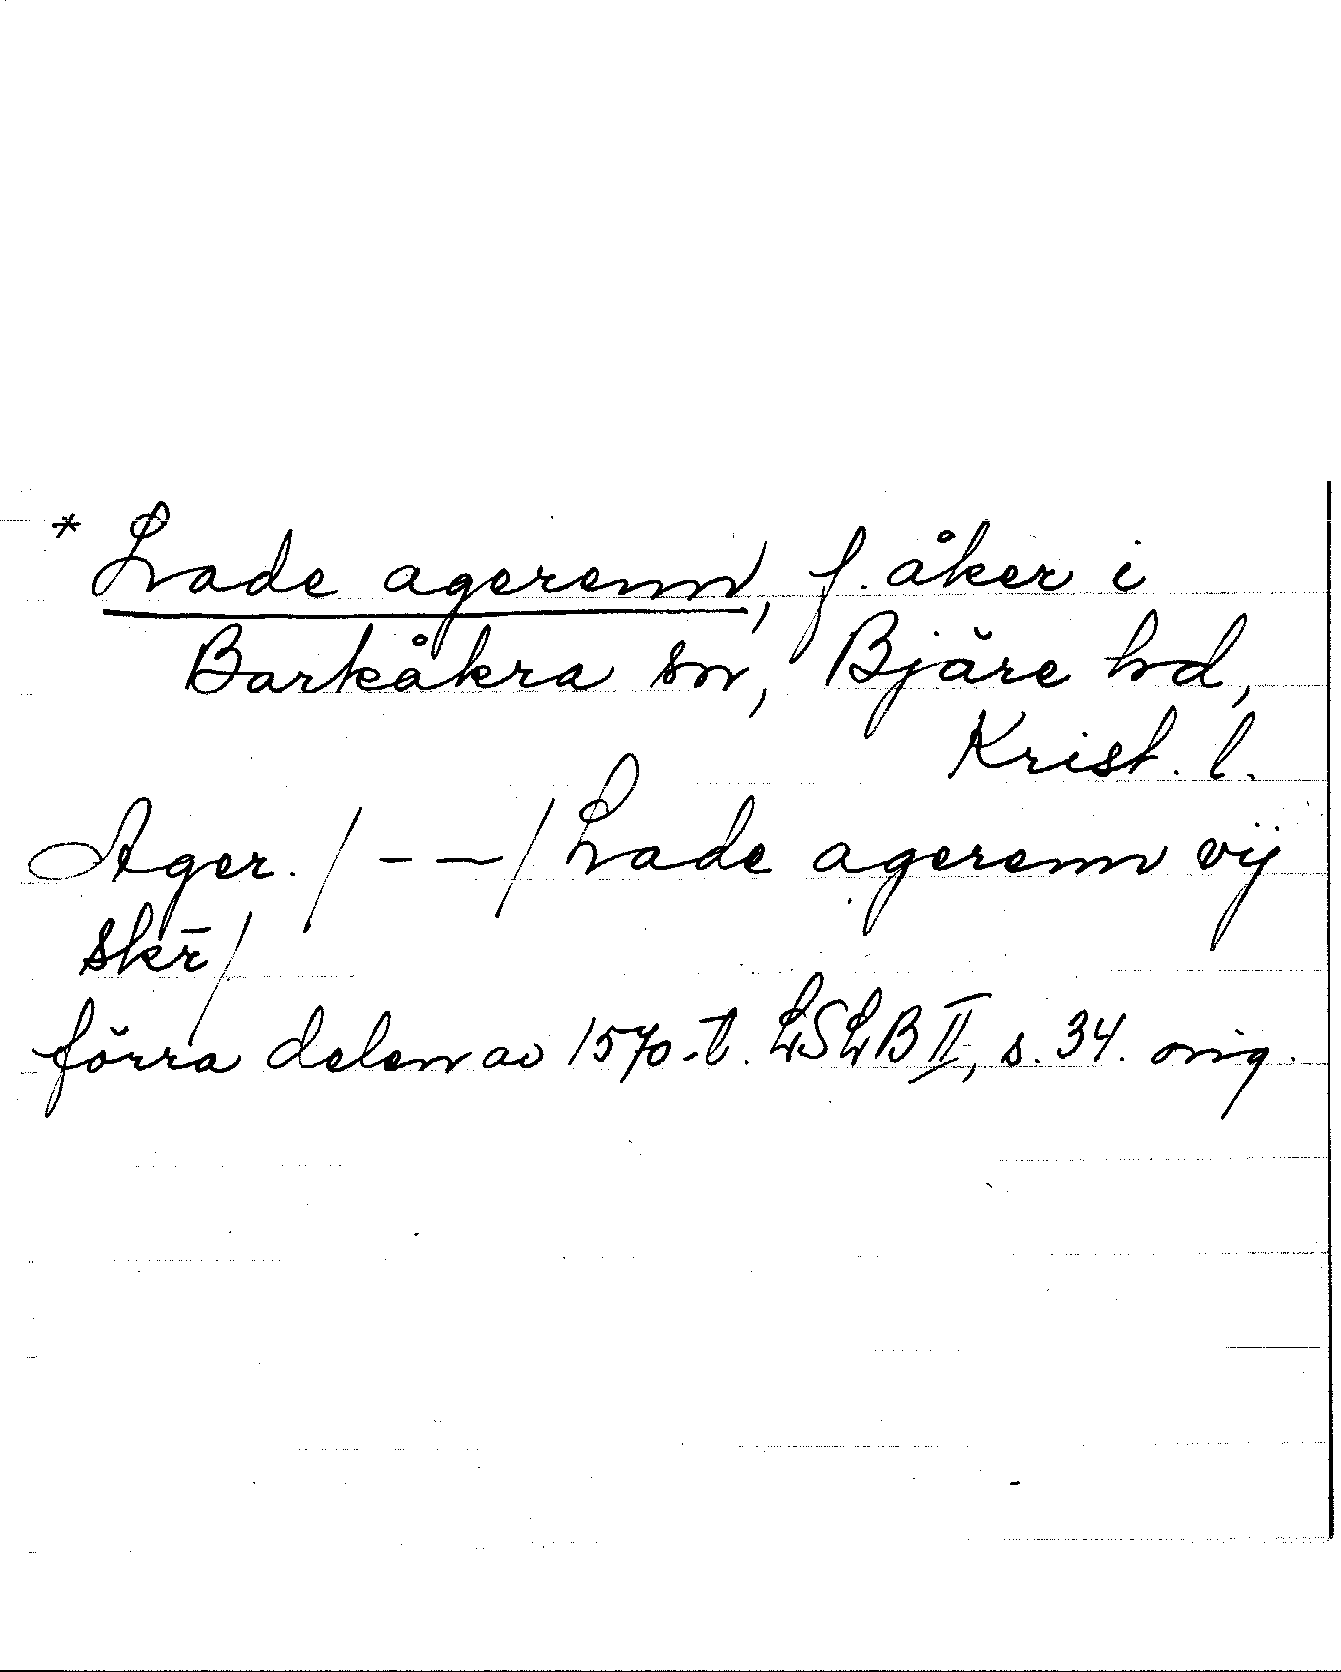 * Lade agerenn, f. åker i
Barkåkra sn, Bjäre hd,
Krist. l.
Ager. /– –/ Lade agerenn vij
skr̄/
förra delen av 1570-t. LSLB II, s. 34. orig.